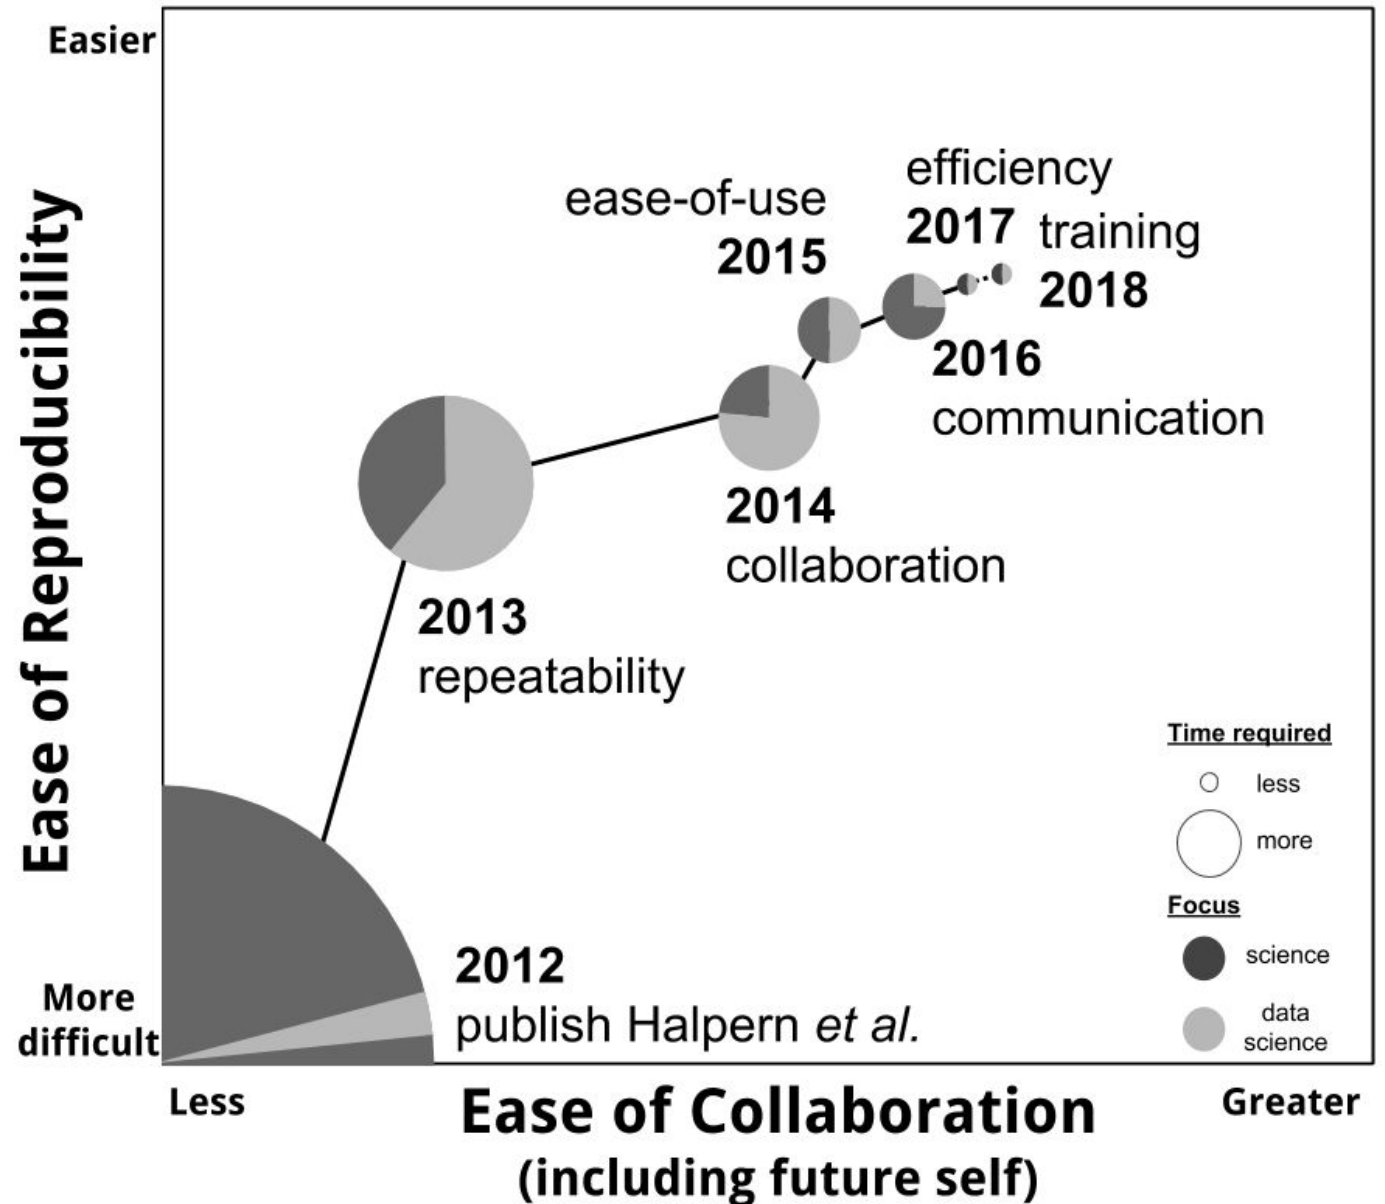 Easier
Ease of Reproducibility
More
difficult
efficiency
2017
training
2018
ease-of-use
2015
2016
communication
2014
collaboration
2013
repeatability
2012
publish Halpern et al.
Time required
less
more
Focus
science
data
science
Less
Greater
Ease of Collaboration
(including future self)